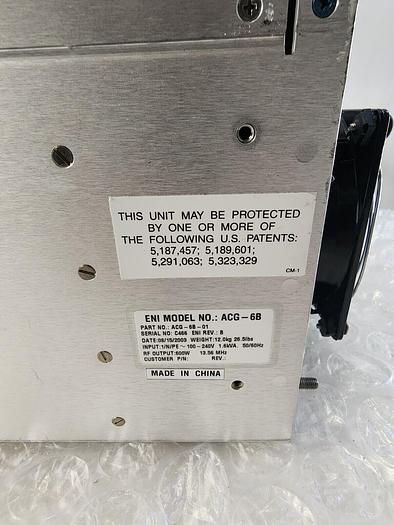 THIS UNIT MAY BE PROTECTED
BY ONE OR MORE OF
THE FOLLOWING U.S. PATENTS:
5,187,457; 5,189,601;
5,291,063; 5,323,329
CM-1
ENI MODEL NO.: ACG-6B
PART NO.: ACG-6B-01
SERIAL NO.: C466 ENI REV.: B
DATE:08/15/2003 WEIGHT:12.0kg 26.5lbs
INPUT:1/N/PE ~ 100-240V 1.6kVA 50/60Hz
RF OUTPUT:600W 13.56 MHz
CUSTOMER P/N: REV.:
MADE IN CHINA